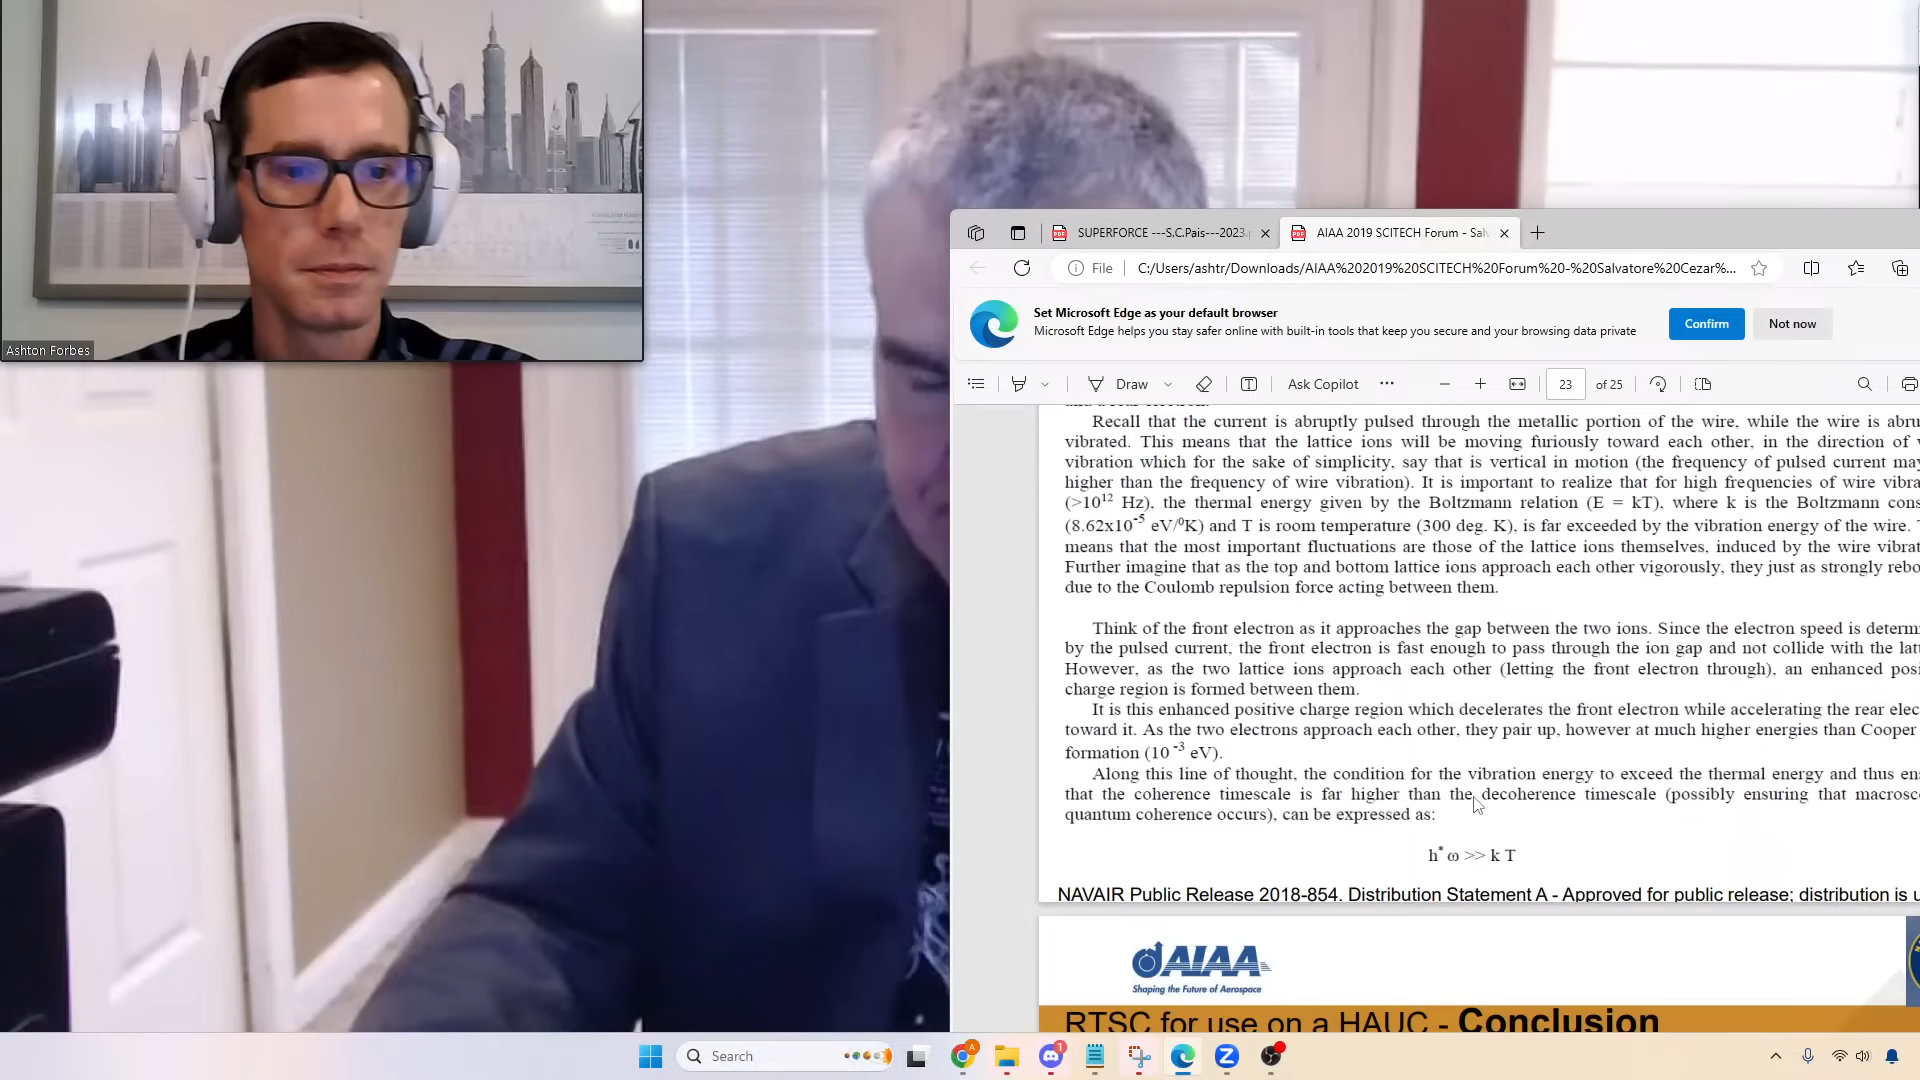 Ashton Forbes
SUPERFORCE ---S.C.Pais---2023.
AIAA 2019 SCITECH Forum - Sal
File
C:/Users/ashtr/Downloads/AIAA%202019%20SCITECH%20Forum%20-%20Salvatore%20Cezar%...
Set Microsoft Edge as your default browser
Microsoft Edge helps you stay safer online with built-in tools that keep you secure and your browsing data private
Confirm
Not now
Draw
Ask Copilot
23 of 25
Recall that the current is abruptly pulsed through the metallic portion of the wire, while the wire is abru
vibrated. This means that the lattice ions will be moving furiously toward each other, in the direction of
vibration which for the sake of simplicity, say that is vertical in motion (the frequency of pulsed current may
higher than the frequency of wire vibration). It is important to realize that for high frequencies of wire vibra
(>10¹² Hz), the thermal energy given by the Boltzmann relation (E = kT), where k is the Boltzmann cons
(8.62x10⁻⁵ eV/⁰K) and T is room temperature (300 deg. K), is far exceeded by the vibration energy of the wire.
means that the most important fluctuations are those of the lattice ions themselves, induced by the wire vibrat
Further imagine that as the top and bottom lattice ions approach each other vigorously, they just as strongly rebo
due to the Coulomb repulsion force acting between them.
Think of the front electron as it approaches the gap between the two ions. Since the electron speed is determi
by the pulsed current, the front electron is fast enough to pass through the ion gap and not collide with the latt
However, as the two lattice ions approach each other (letting the front electron through), an enhanced posi
charge region is formed between them.
It is this enhanced positive charge region which decelerates the front electron while accelerating the rear elec
toward it. As the two electrons approach each other, they pair up, however at much higher energies than Cooper
formation (10⁻³ eV).
Along this line of thought, the condition for the vibration energy to exceed the thermal energy and thus ens
that the coherence timescale is far higher than the decoherence timescale (possibly ensuring that macrosc
quantum coherence occurs), can be expressed as:
h* ω >> k T
NAVAIR Public Release 2018-854. Distribution Statement A - Approved for public release; distribution is u
AIAA
Shaping the Future of Aerospace
RTSC for use on a HAUC - Conclusion
Search